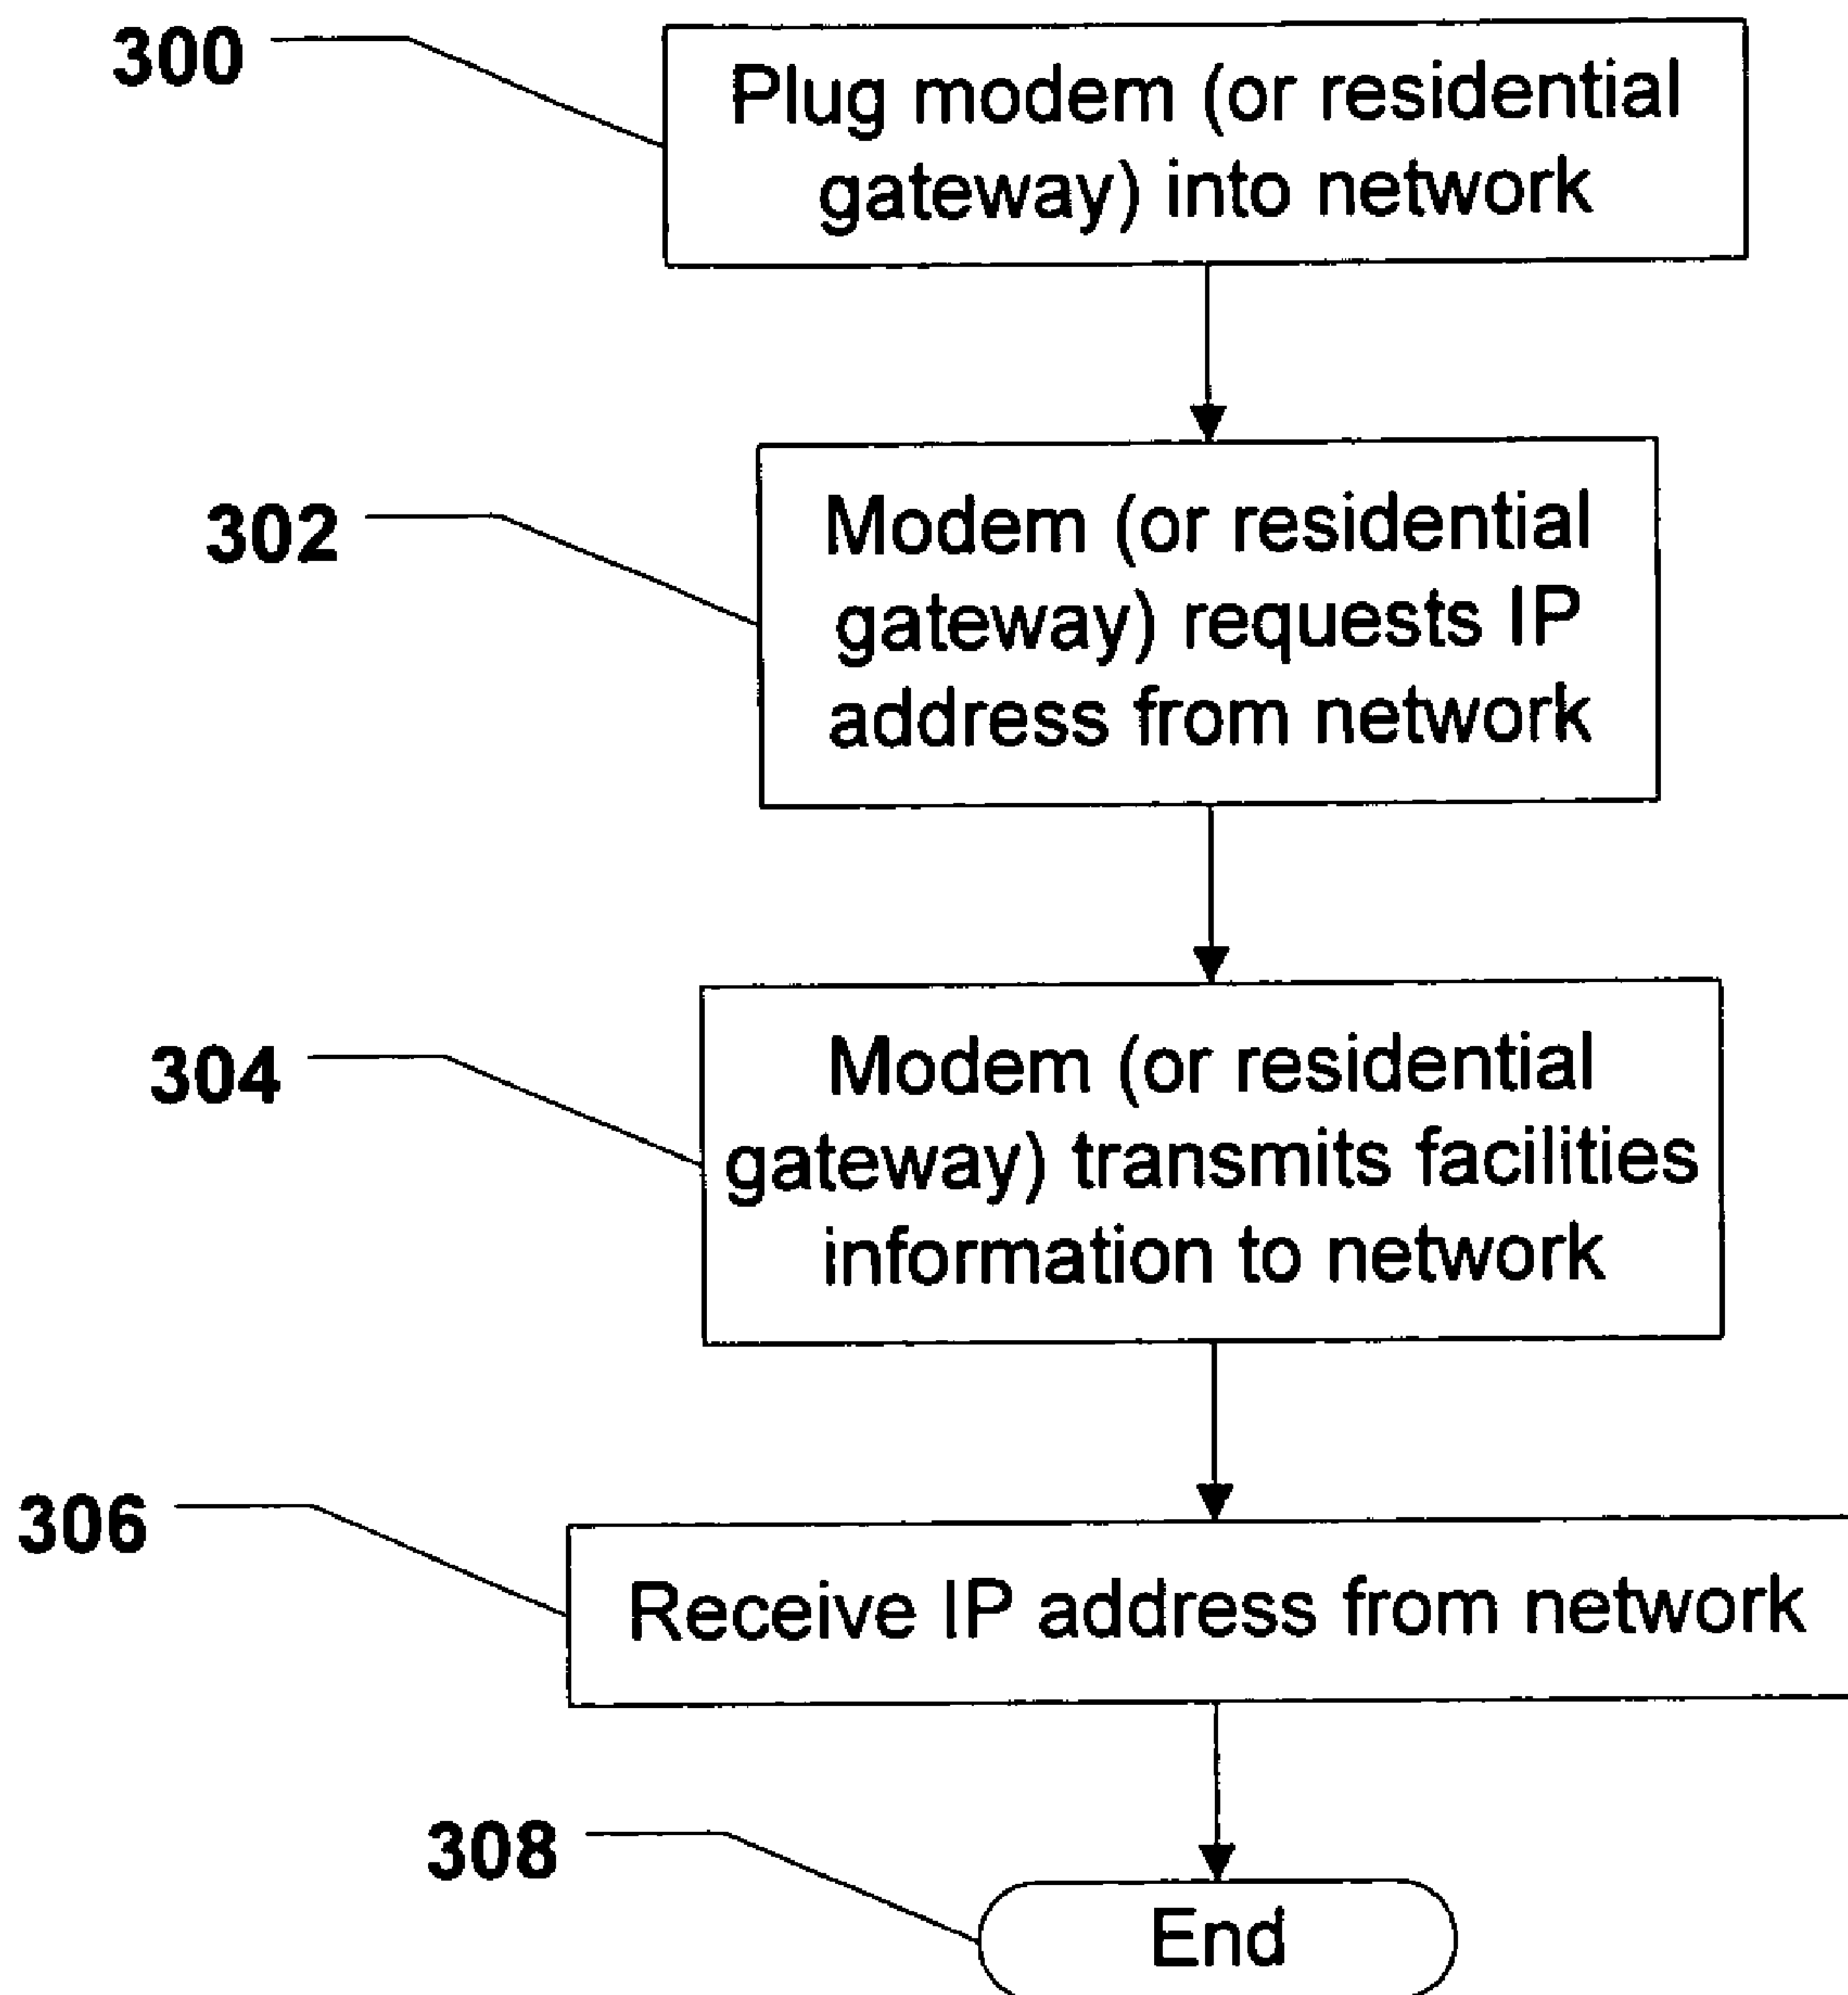 300
Plug modem (or residential
gateway) into network
302
Modem (or residential
gateway) requests IP
address from network
304
Modem (or residential
gateway) transmits facilities
information to network
306
Receive IP address from network
308
End